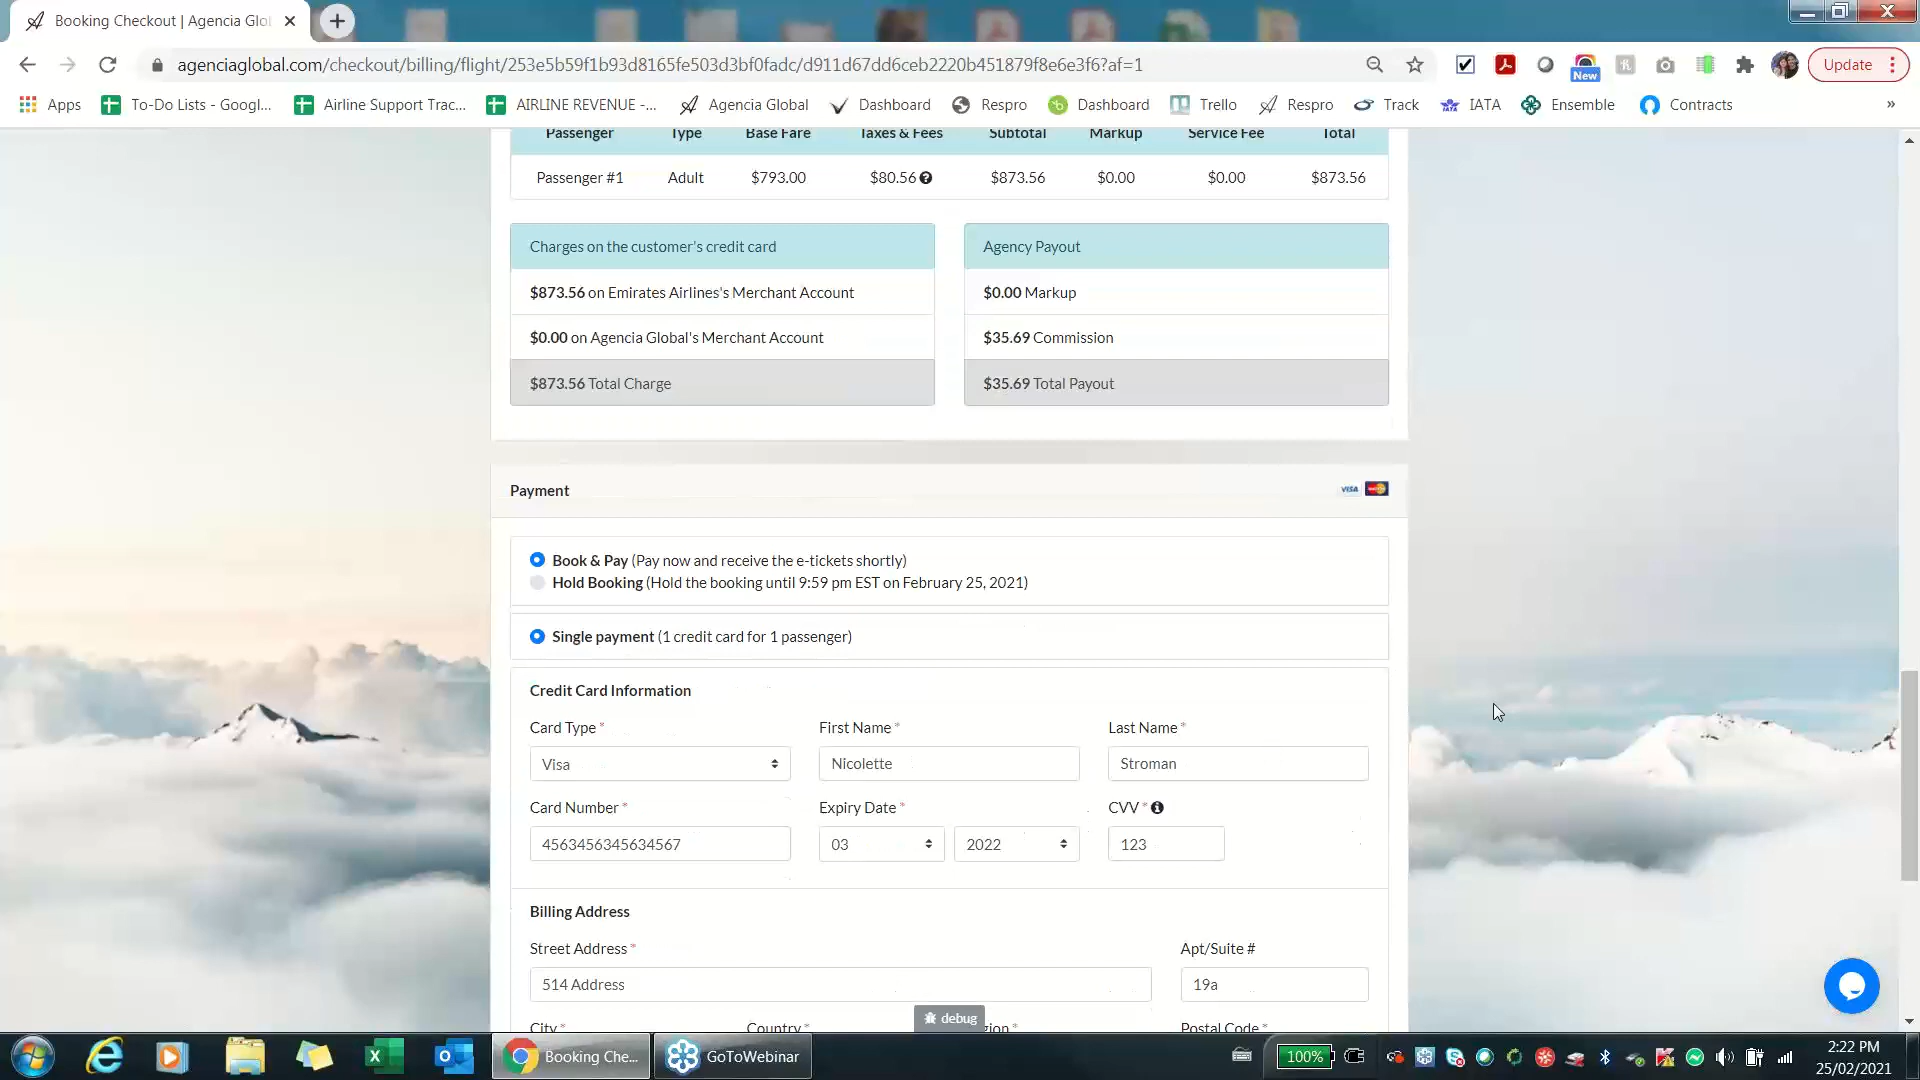 Booking Checkout | Agencia Glo
agenciaglobal.com/checkout/billing/flight/253e5b59f1b93d8165fe503d3bf0fadc/d911d67dd6ceb2220b451879f8e6e3f6?af=1
New
Update
Apps
To-Do Lists - Googl...
Airline Support Trac...
AIRLINE REVENUE -...
Agencia Global
Dashboard
Respro
Dashboard
Trello
Respro
Track
IATA
Ensemble
Contracts
»
Passenger Type Base Fare Taxes & Fees Subtotal Markup Service Fee Total
Passenger #1 Adult $793.00 $80.56 $873.56 $0.00 $0.00 $873.56
Charges on the customer's credit card
$873.56 on Emirates Airlines's Merchant Account
$0.00 on Agencia Global's Merchant Account
$873.56 Total Charge
Agency Payout
$0.00 Markup
$35.69 Commission
$35.69 Total Payout
Payment
VISA
Book & Pay (Pay now and receive the e-tickets shortly)
Hold Booking (Hold the booking until 9:59 pm EST on February 25, 2021)
Single payment (1 credit card for 1 passenger)
Credit Card Information
Card Type * First Name * Last Name *
Visa Nicolette Stroman
Card Number * Expiry Date * CVV *
4563456345634567 03 2022 123
Billing Address
Street Address * Apt/Suite #
514 Address 19a
City * Country * gion * Postal Code *
debug
Booking Che...
GoToWebinar
100%
2:22 PM
25/02/2021